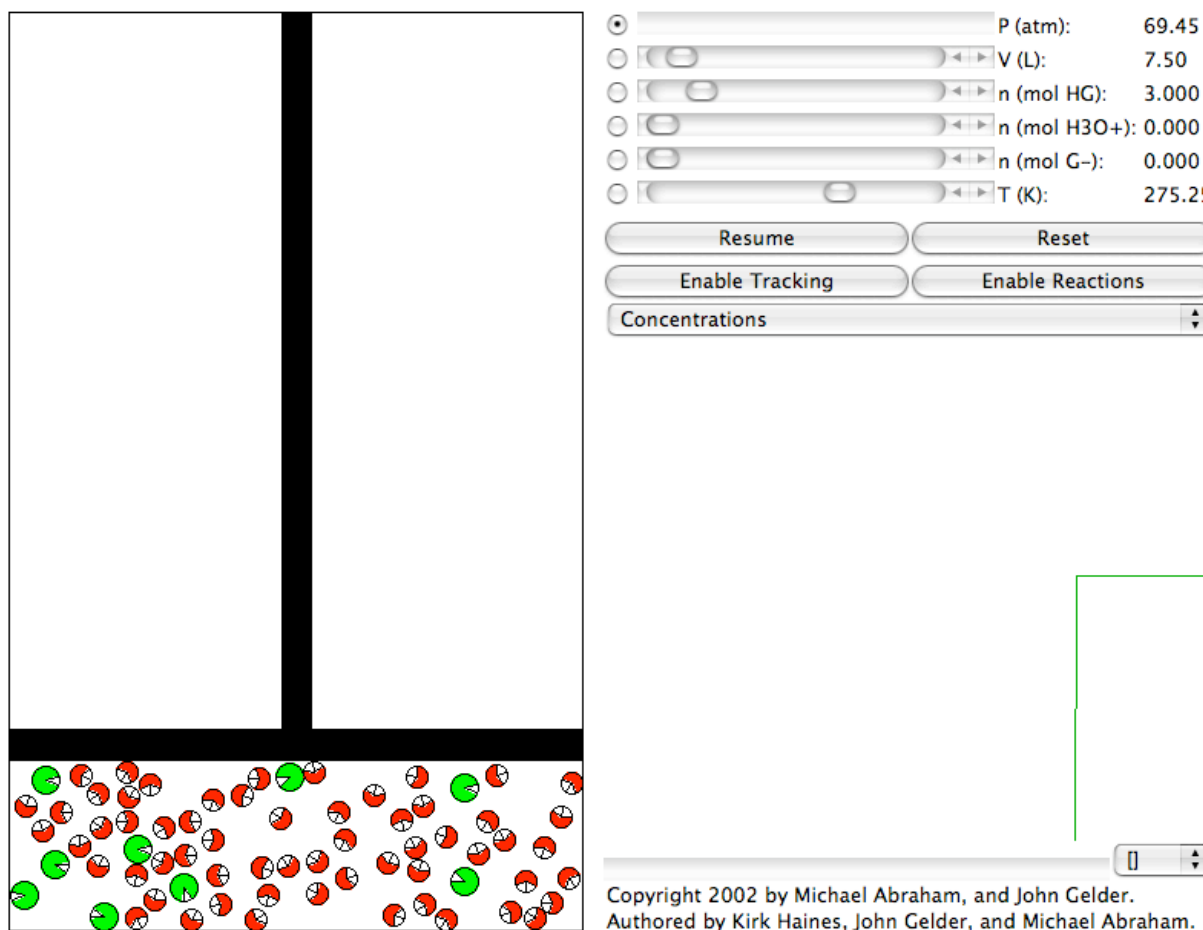 P (atm): 69.45
V (L): 7.50
n (mol HG): 3.000
n (mol H3O+): 0.000
n (mol G-): 0.000
T (K): 275.25
Resume Reset
Enable Tracking Enable Reactions
Concentrations
[]
Copyright 2002 by Michael Abraham, and John Gelder.
Authored by Kirk Haines, John Gelder, and Michael Abraham.